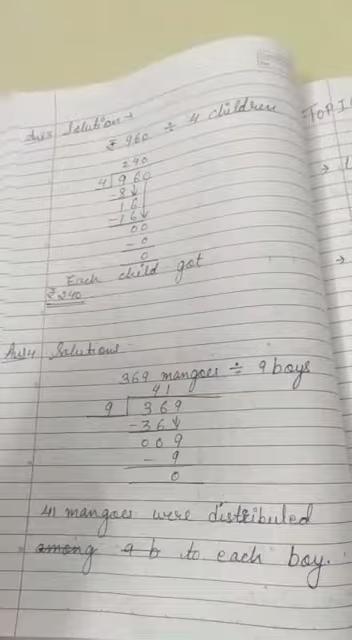 Ans Solution →
₹ 960 ÷ 4 children
240
4 960
-8
16
-16
00
-0
0
Each child got
₹240
Ans4 Solution -
369 mangoes ÷ 9 boys
41
9 369
-36
009
- 9
0
41 mangoes were distributed
among 9 b to each boy.
TOPI